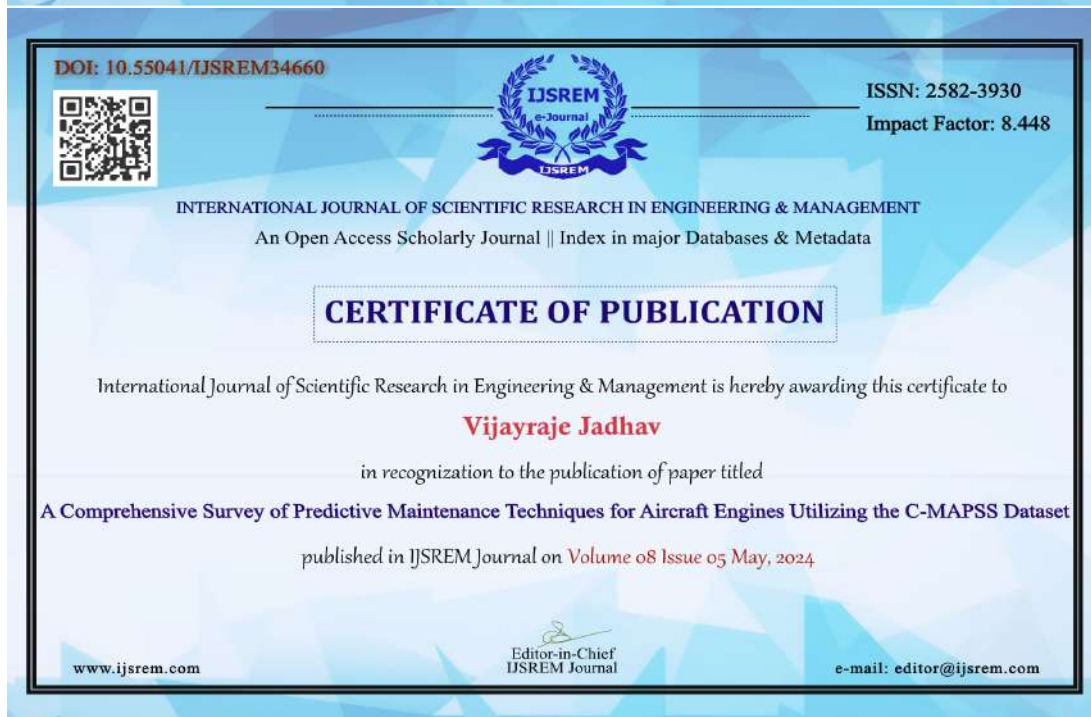 DOI: 10.55041/IJSREM34660
IJSREM
e-Journal
IJSREM
ISSN: 2582-3930
Impact Factor: 8.448
INTERNATIONAL JOURNAL OF SCIENTIFIC RESEARCH IN ENGINEERING & MANAGEMENT
An Open Access Scholarly Journal || Index in major Databases & Metadata
CERTIFICATE OF PUBLICATION
International Journal of Scientific Research in Engineering & Management is hereby awarding this certificate to
Vijayraje Jadhav
in recognization to the publication of paper titled
A Comprehensive Survey of Predictive Maintenance Techniques for Aircraft Engines Utilizing the C-MAPSS Dataset
published in IJSREM Journal on Volume 08 Issue 05 May, 2024
Editor-in-Chief
IJSREM Journal
www.ijsrem.com
e-mail: editor@ijsrem.com